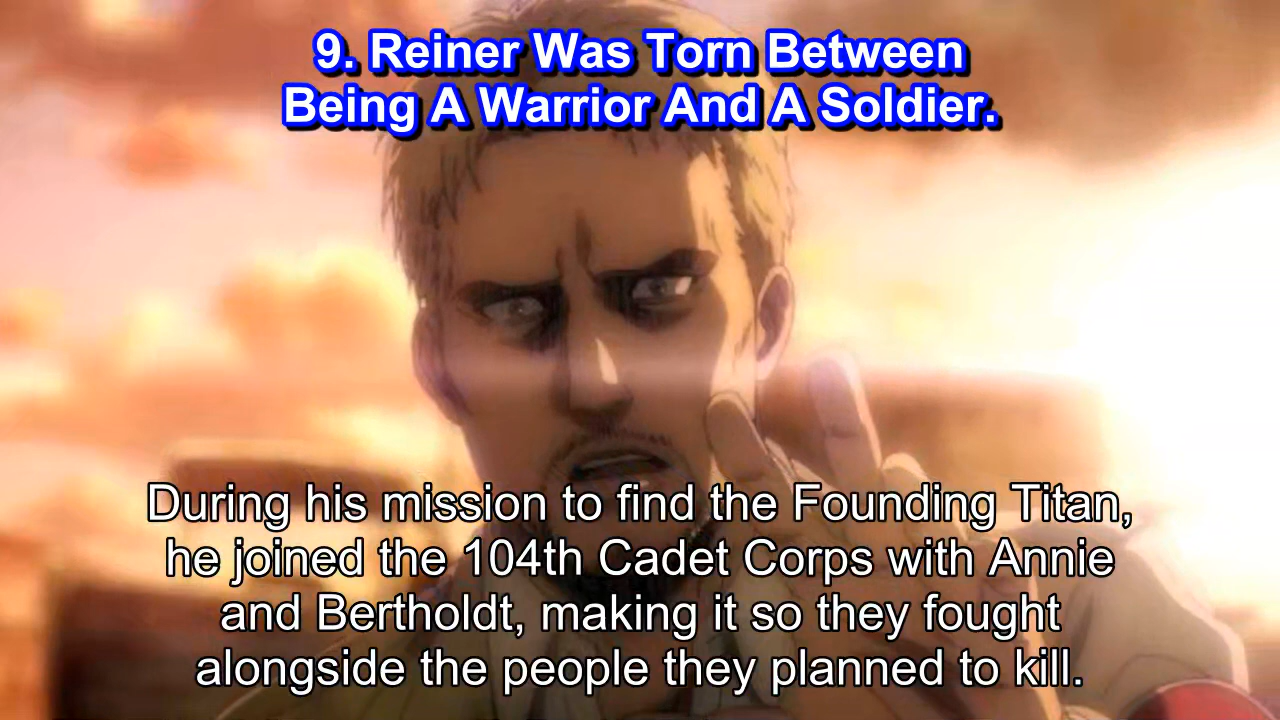 9. Reiner Was Torn Between
Being A Warrior And A Soldier.
During his mission to find the Founding Titan,
he joined the 104th Cadet Corps with Annie
and Bertholdt, making it so they fought
alongside the people they planned to kill.